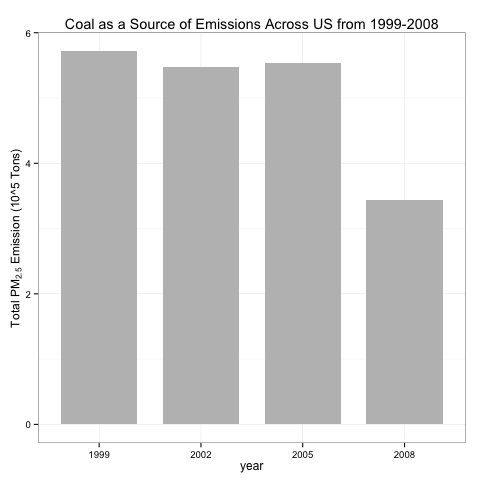 Coal as a Source of Emissions Across US from 1999-2008
Total PM2.5 Emission (10^5 Tons)
6
4
2
0
1999 2002 2005 2008
year